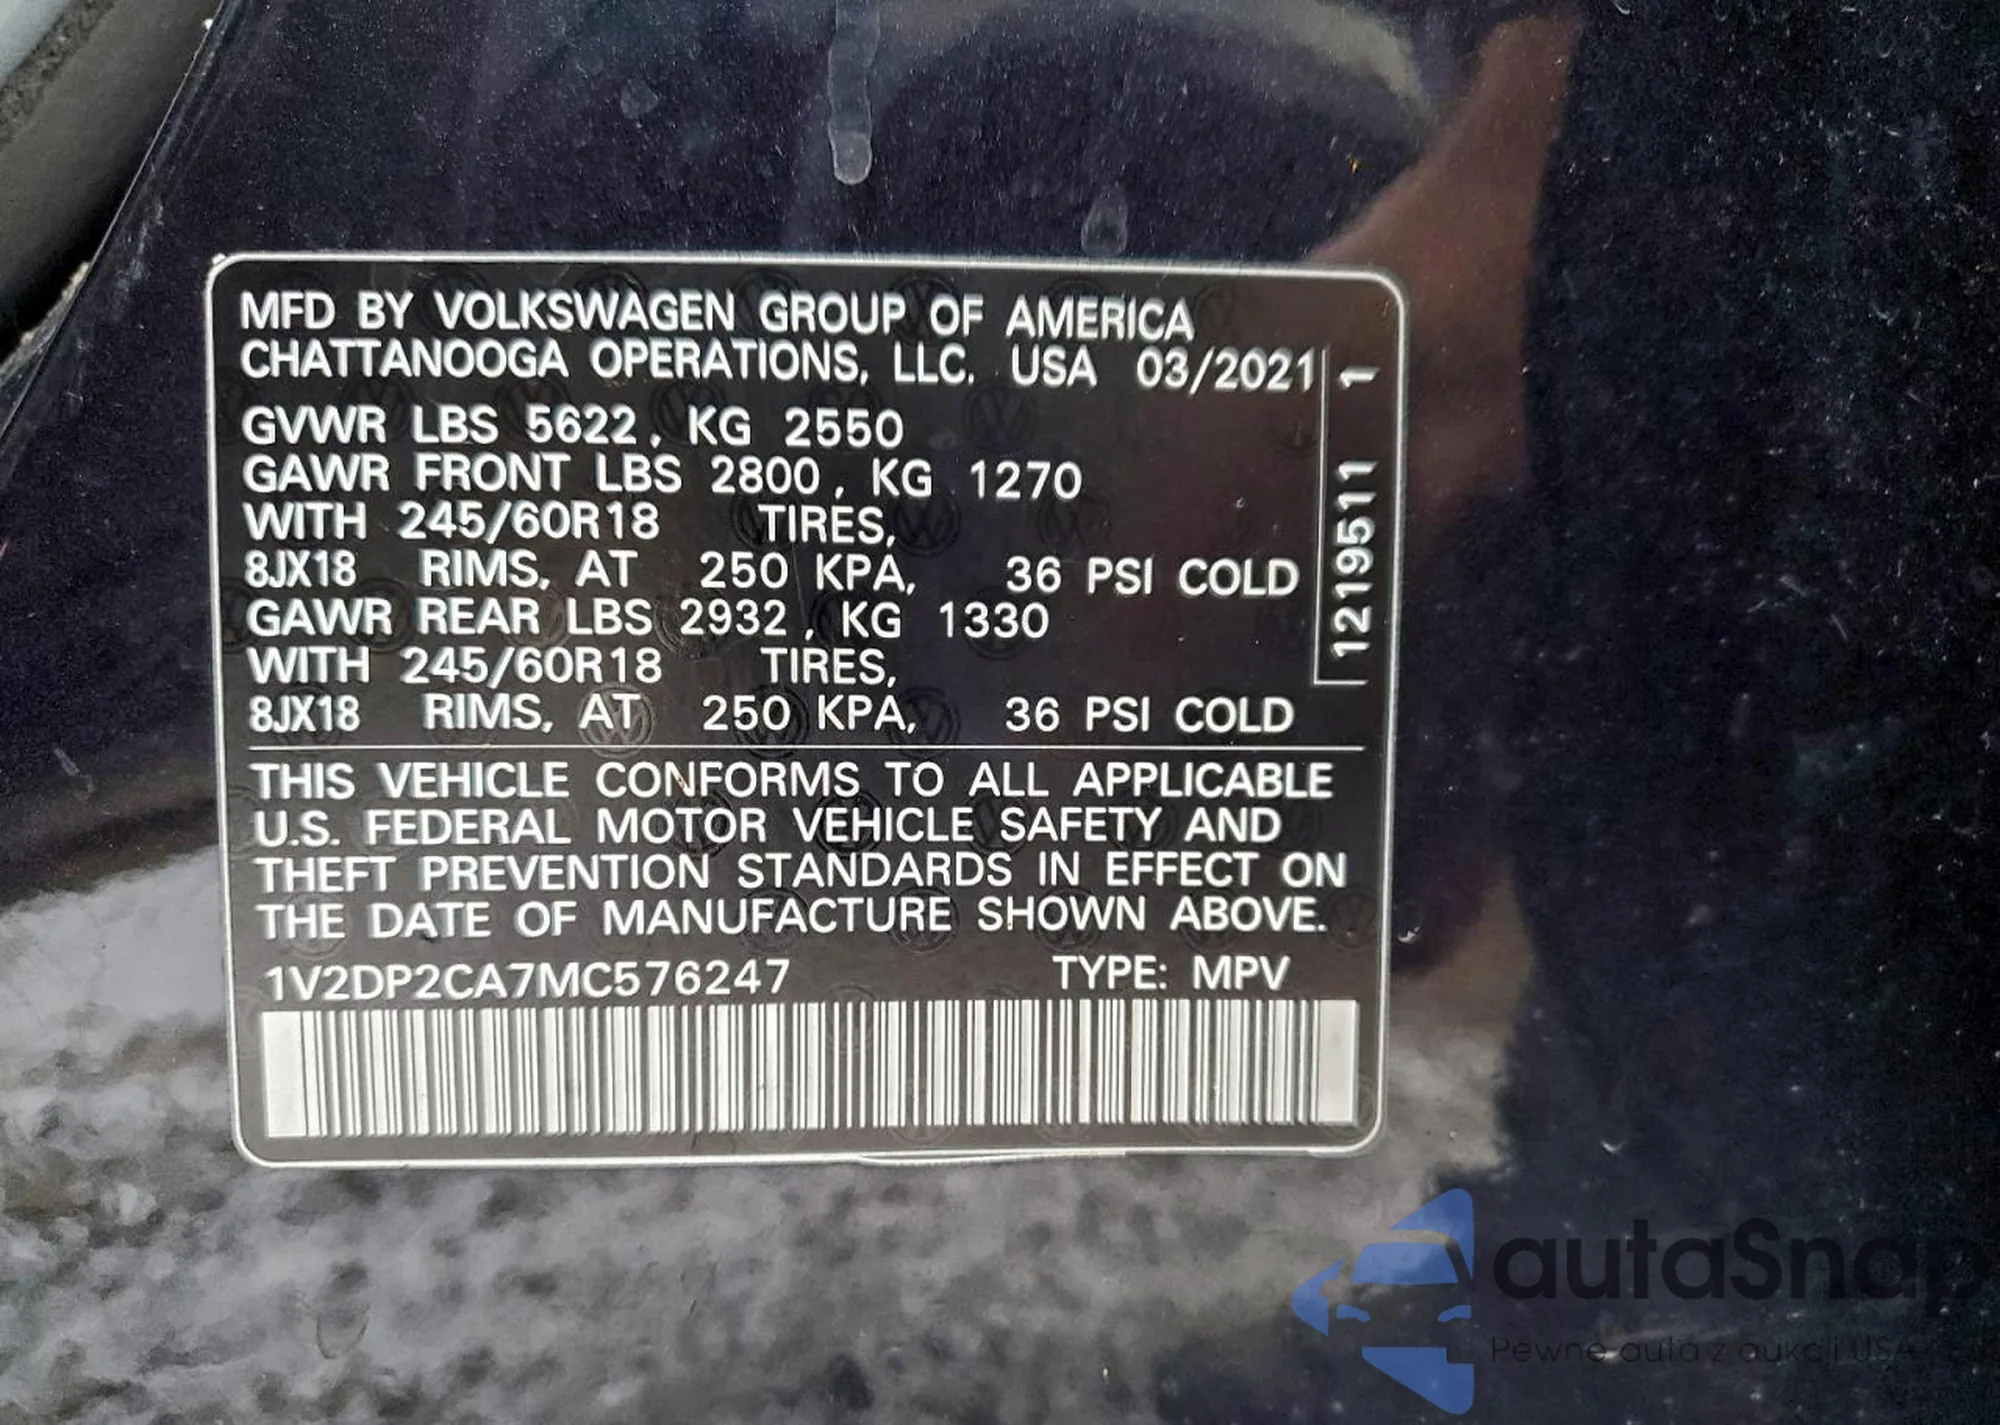 MFD BY VOLKSWAGEN GROUP OF AMERICA
CHATTANOOGA OPERATIONS, LLC. USA 03/2021
GVWR LBS 5622, KG 2550
GAWR FRONT LBS 2800, KG 1270
WITH 245/60R18 TIRES,
8JX18 RIMS, AT 250 KPA, 36 PSI COLD
GAWR REAR LBS 2932, KG 1330
WITH 245/60R18 TIRES,
8JX18 RIMS, AT 250 KPA, 36 PSI COLD
1219511 1
THIS VEHICLE CONFORMS TO ALL APPLICABLE
U.S. FEDERAL MOTOR VEHICLE SAFETY AND
THEFT PREVENTION STANDARDS IN EFFECT ON
THE DATE OF MANUFACTURE SHOWN ABOVE.
1V2DP2CA7MC576247 TYPE: MPV
autaSnap
Pewne auta z aukcji USA